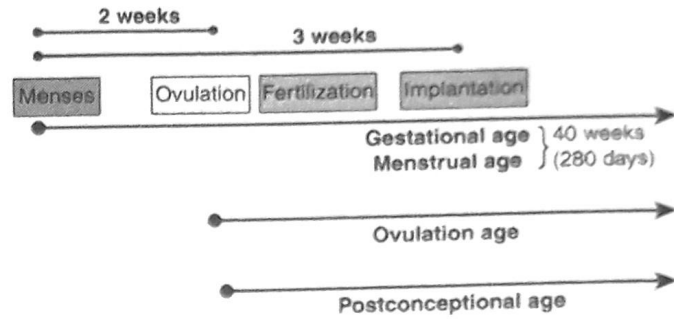 2 weeks
3 weeks
Menses Ovulation Fertilization Implantation
Gestational age } 40 weeks
Menstrual age (280 days)
Ovulation age
Postconceptional age